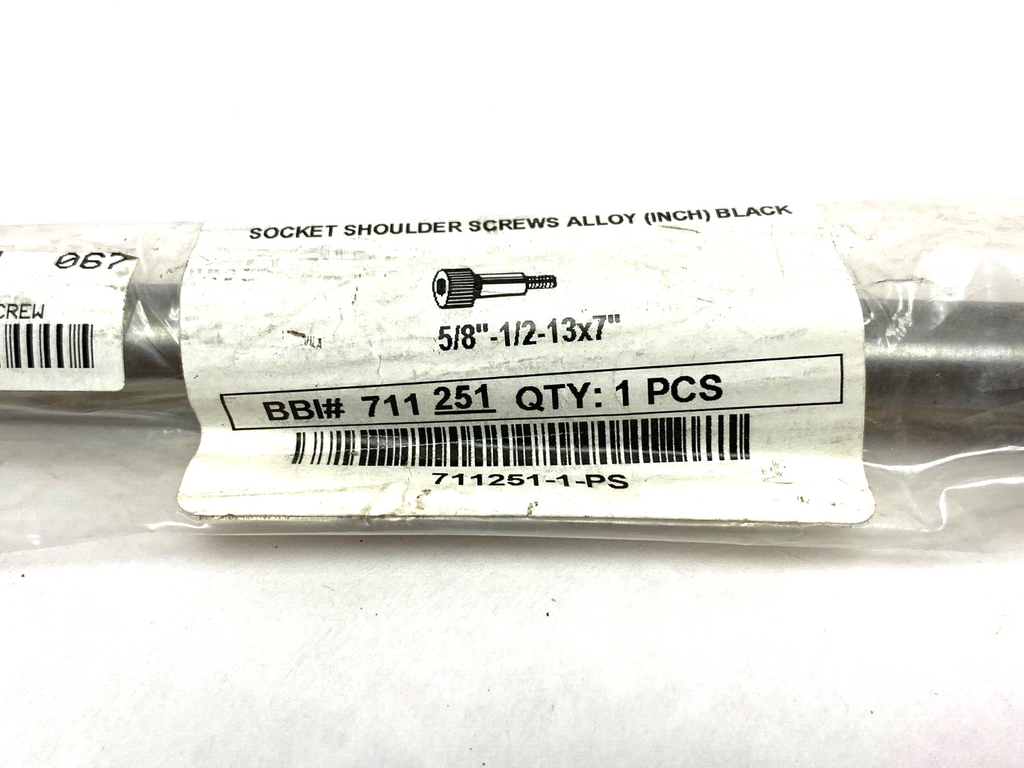 SOCKET SHOULDER SCREWS ALLOY (INCH) BLACK
067
CREW
5/8"-1/2-13x7"
BBI# 711 251 QTY: 1 PCS
711251-1-PS